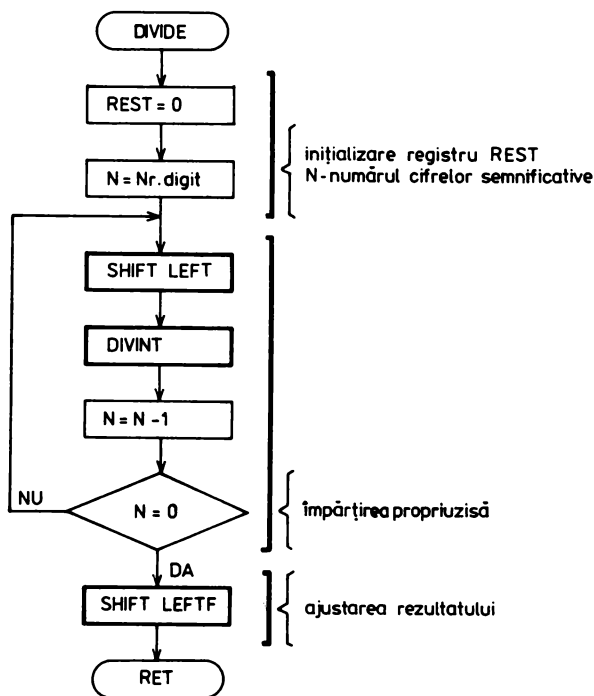 DIVIDE
REST = 0
N = Nr. digit
inițializare registru REST
N - numărul cifrelor semnificative
SHIFT LEFT
DIVINT
N = N - 1
NU
N = 0
împărțirea propriuzisă
DA
SHIFT LEFTF
ajustarea rezultatului
RET